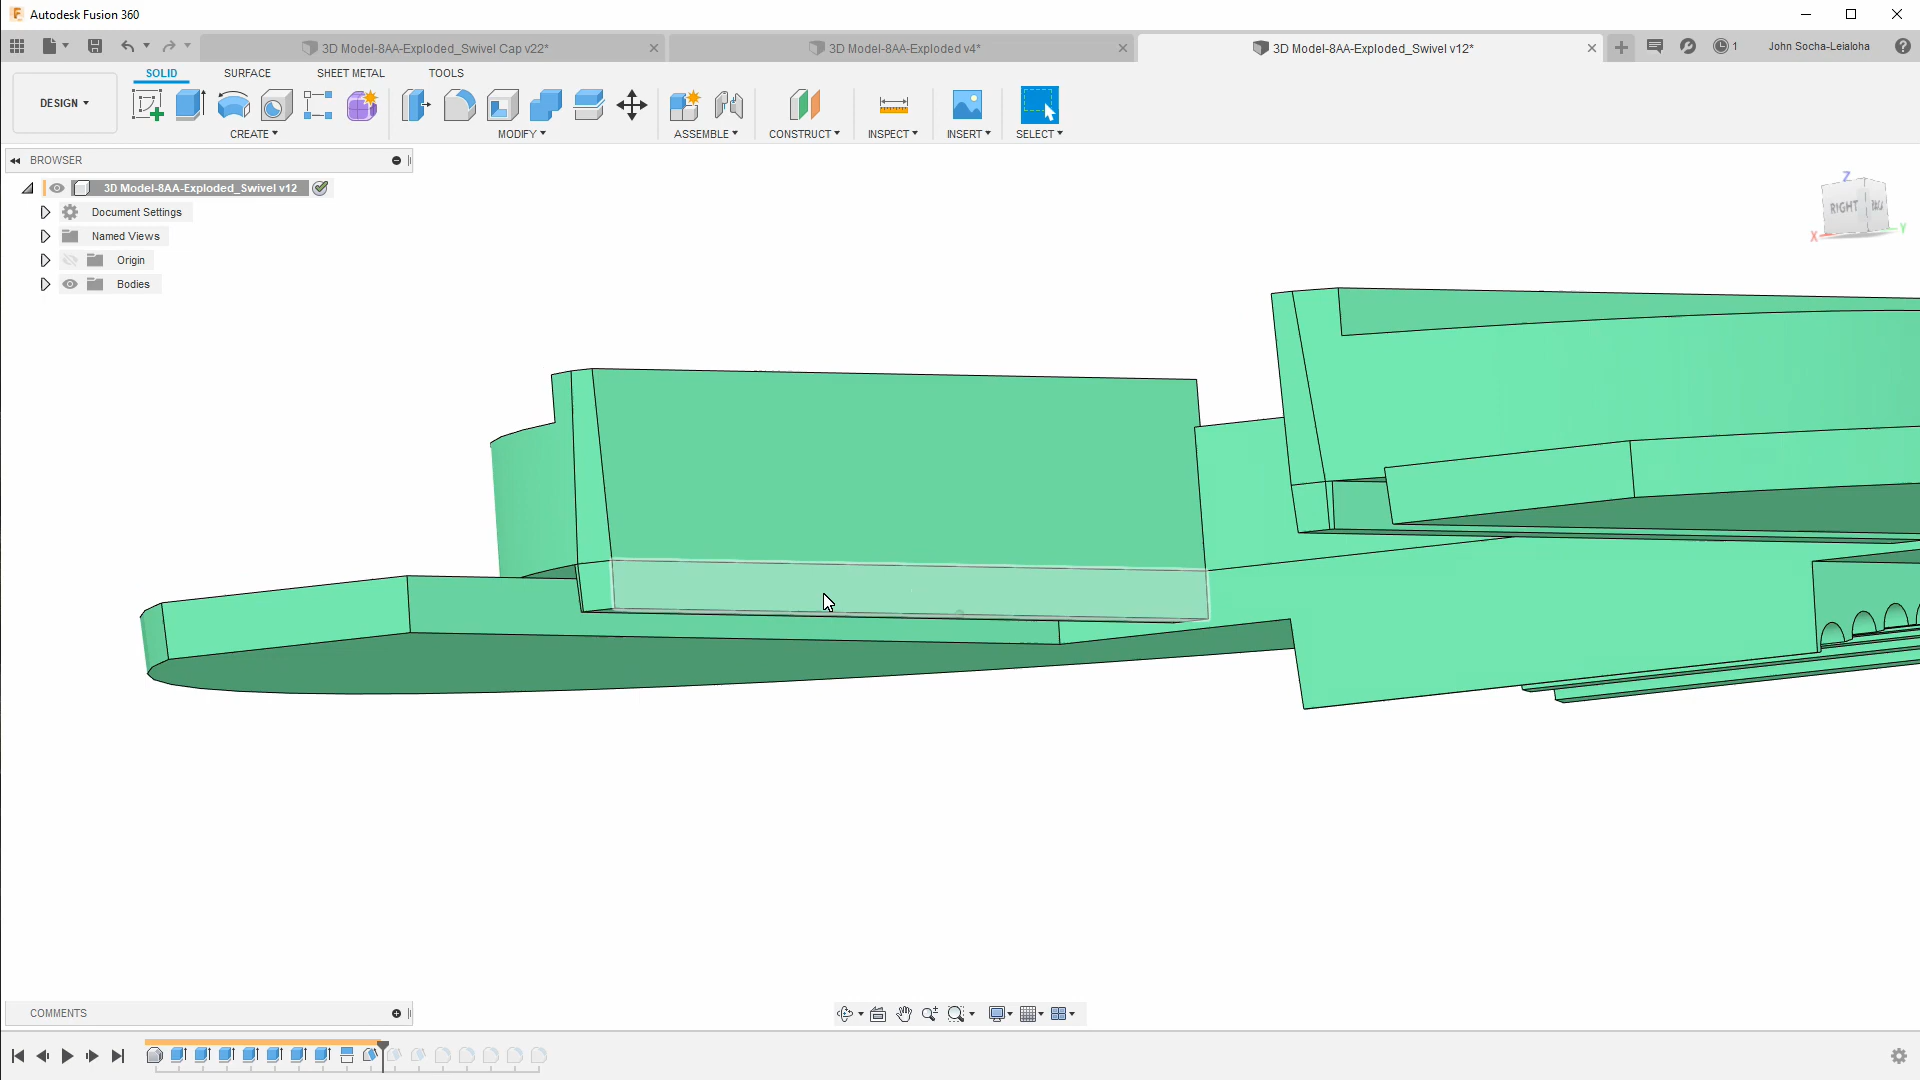 Autodesk Fusion 360
3D Model-8AA-Exploded_Swivel Cap v22*
3D Model-8AA-Exploded v4*
3D Model-8AA-Exploded_Swivel v12*
1
John Socha-Leialoha
DESIGN
SOLID
SURFACE
SHEET METAL
TOOLS
CREATE
MODIFY
ASSEMBLE
CONSTRUCT
INSPECT
INSERT
SELECT
BROWSER
3D Model-8AA-Exploded_Swivel v12
Document Settings
Named Views
Origin
Bodies
Z
RIGHT
BACK
X
Y
COMMENTS